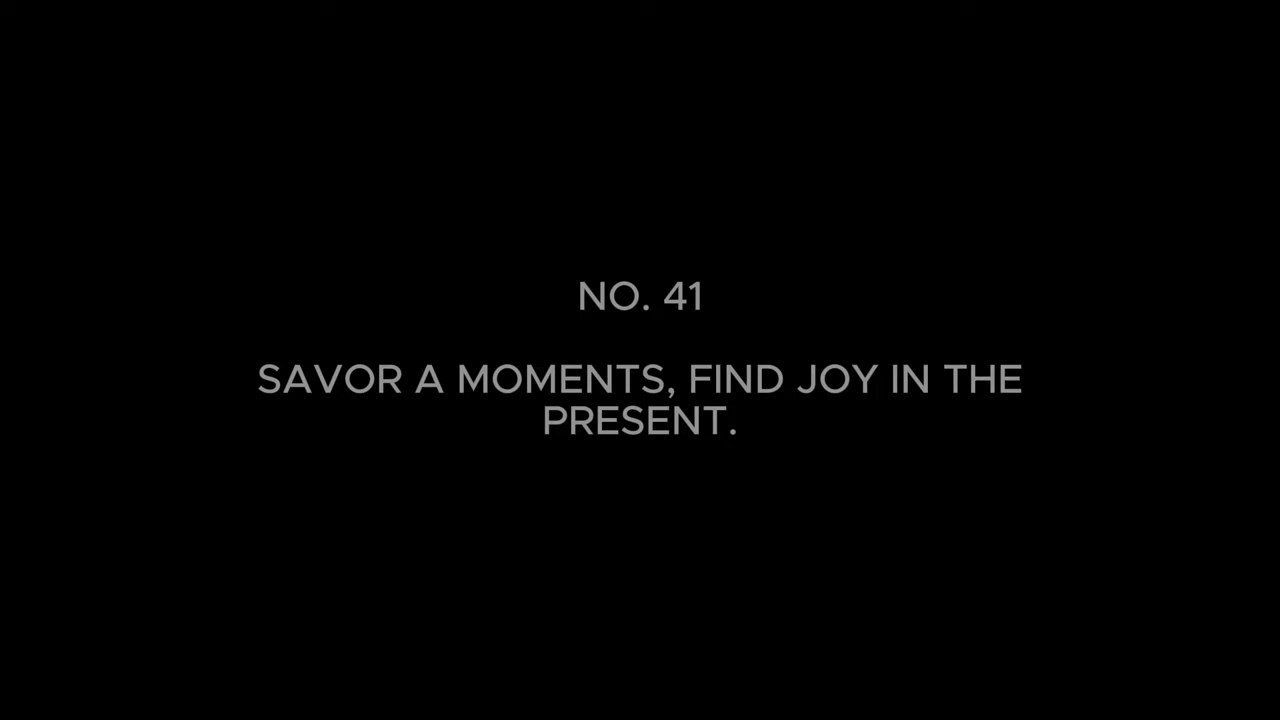 NO. 41
SAVOR A MOMENTS, FIND JOY IN THE
PRESENT.